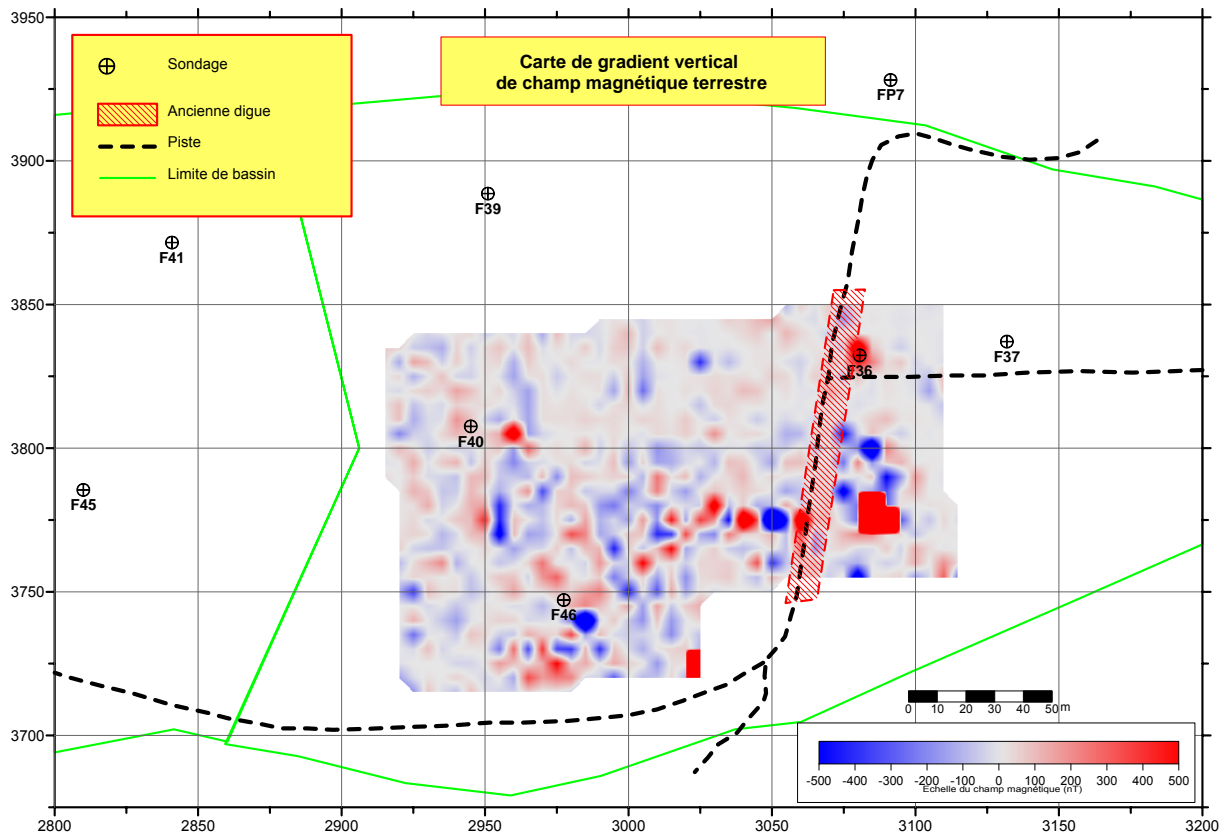 3950
3900
3850
3800
3750
3700
Sondage
Ancienne digue
Piste
Limite de bassin
Carte de gradient vertical
de champ magnétique terrestre
FP7
F39
F41
F37
F36
F40
F45
F46
0 10 20 30 40 50 m
-500 -400 -300 -200 -100 0 100 200 300 400 500
Echelle du champ magnétique (nT)
2800 2850 2900 2950 3000 3050 3100 3150 3200